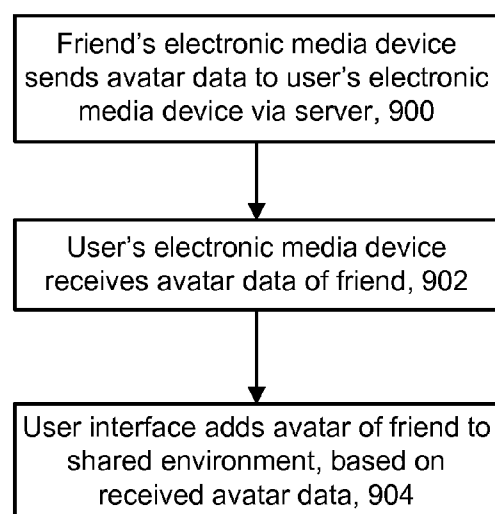 Friend's electronic media device
sends avatar data to user's electronic
media device via server, 900
User's electronic media device
receives avatar data of friend, 902
User interface adds avatar of friend to
shared environment, based on
received avatar data, 904